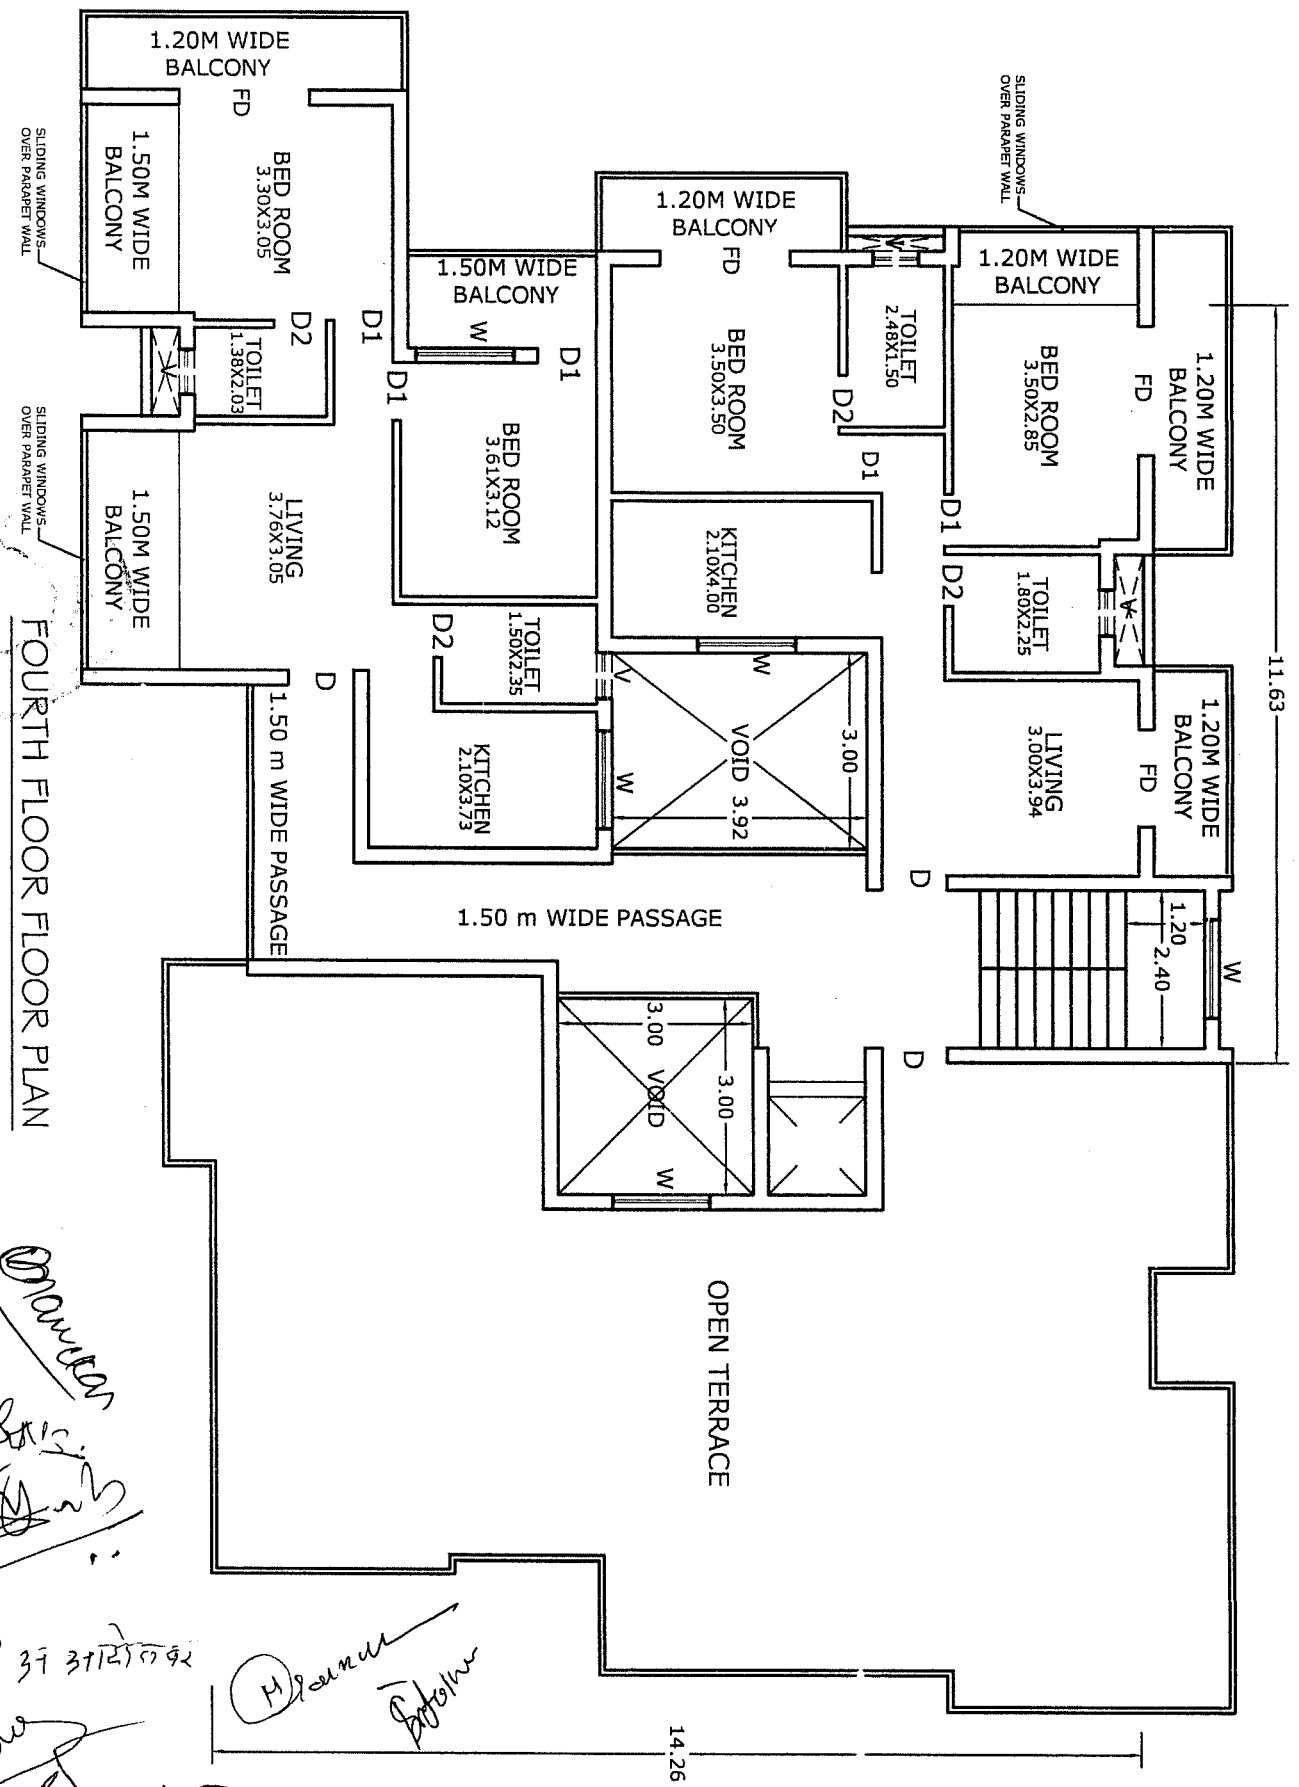 1.20M WIDE
BALCONY
FD
1.50M WIDE
BALCONY
BED ROOM
3.30X3.05
SLIDING WINDOWS
OVER PARAPET WALL
D2
D1
TOILET
1.38X2.03
V
SLIDING WINDOWS
OVER PARAPET WALL
1.50M WIDE
BALCONY
LIVING
3.76X3.05
D
1.50M WIDE
BALCONY
W
D1
D1
BED ROOM
3.61X3.12
D2
TOILET
1.50X2.35
V
KITCHEN
2.10X3.73
W
1.20M WIDE
BALCONY
FD
BED ROOM
3.50X3.50
TOILET
2.48X1.50
V
D2
D1
KITCHEN
2.10X4.00
W
VOID
3.92
3.00
SLIDING WINDOWS
OVER PARAPET WALL
1.20M WIDE
BALCONY
1.20M WIDE
BALCONY
FD
BED ROOM
3.50X2.85
D1
D2
TOILET
1.80X2.25
V
LIVING
3.00X3.94
FD
1.20M WIDE
BALCONY
11.63
D
1.20
2.40
W
D
1.50 m WIDE PASSAGE
1.50 m WIDE PASSAGE
3.00
VOID
3.00
W
OPEN TERRACE
14.26
FOURTH FLOOR FLOOR PLAN